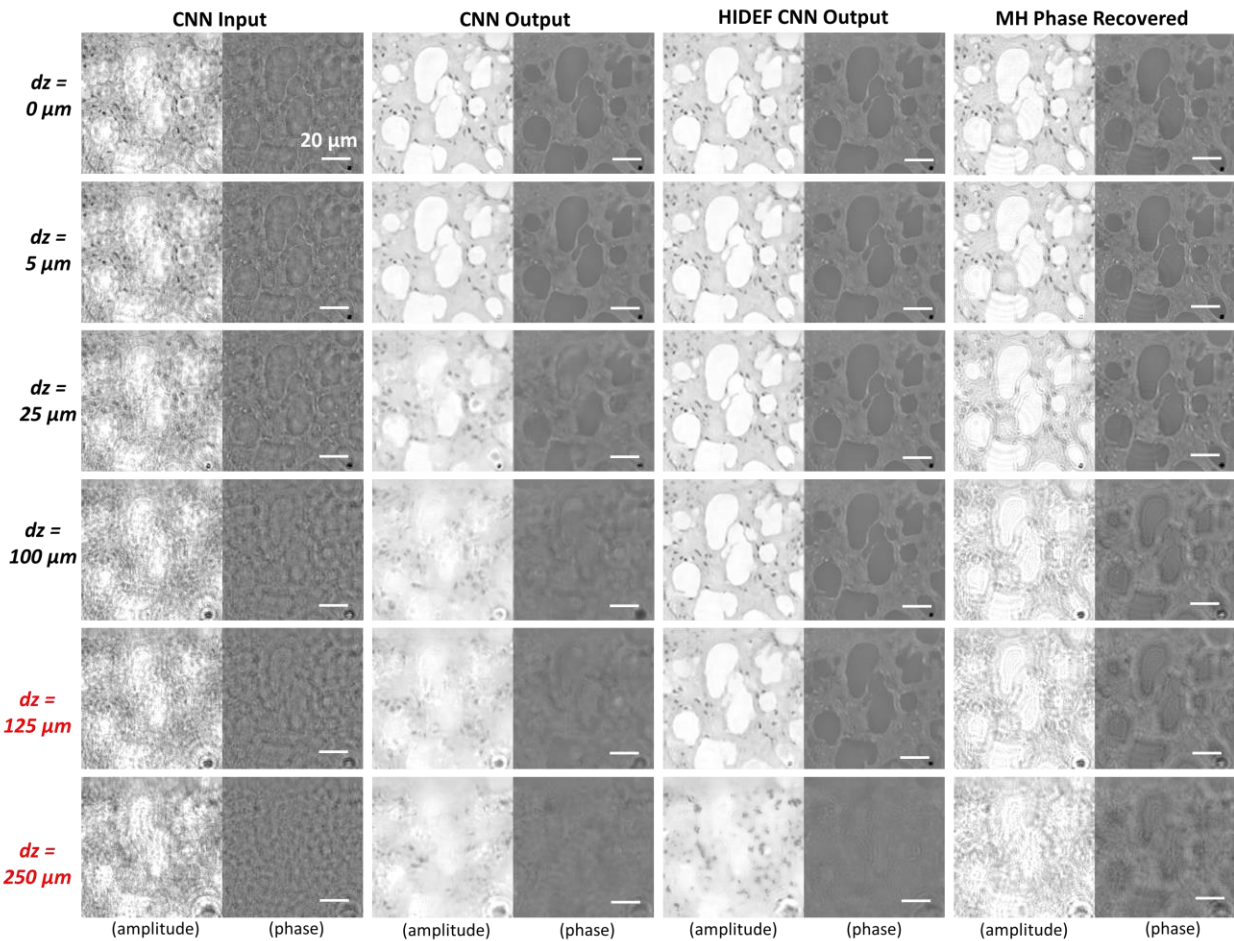 CNN Input
CNN Output
HIDEF CNN Output
MH Phase Recovered
dz =
0 μm
20 μm
dz =
5 μm
dz =
25 μm
dz =
100 μm
dz =
125 μm
dz =
250 μm
(amplitude) (phase) (amplitude) (phase) (amplitude) (phase) (amplitude) (phase)